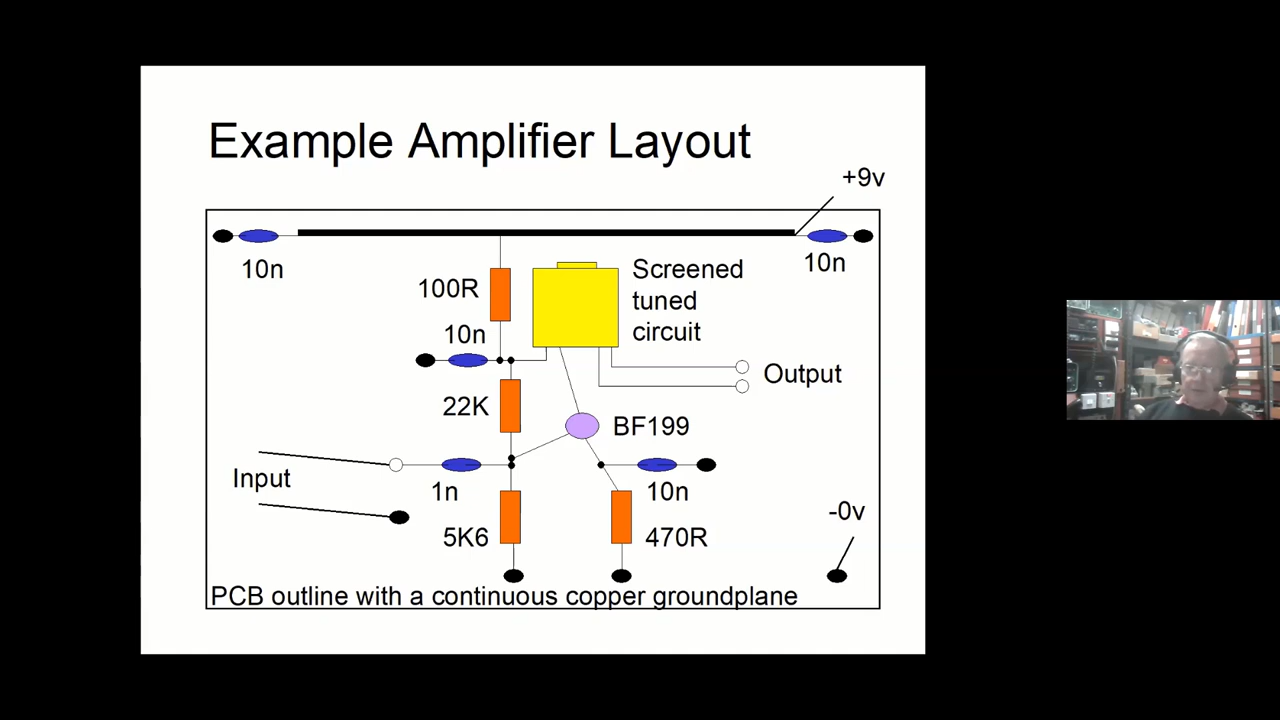 Example Amplifier Layout
+9v
10n
10n
100R
Screened
tuned
circuit
10n
Output
22K
BF199
Input
1n
10n
5K6
470R
-0v
PCB outline with a continuous copper groundplane